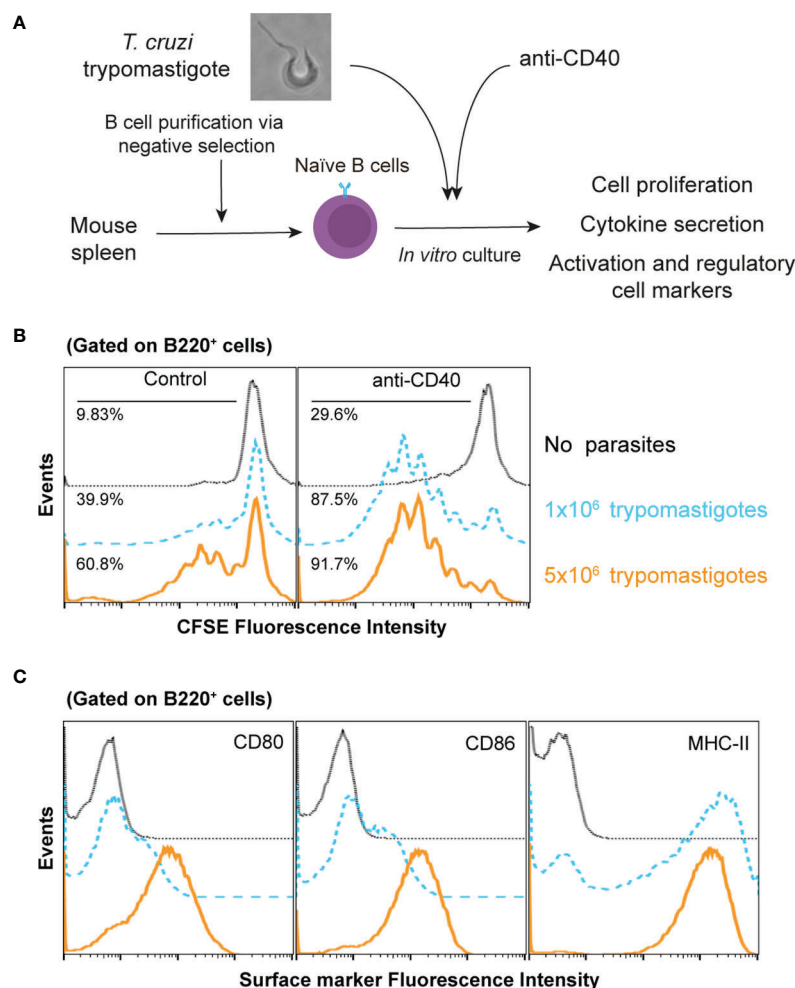 A
T. cruzi
trypomastigote
anti-CD40
B cell purification via
negative selection
Naïve B cells
Mouse
spleen
In vitro culture
Cell proliferation
Cytokine secretion
Activation and regulatory
cell markers
B
(Gated on B220⁺ cells)
Control
anti-CD40
9.83%
29.6%
39.9%
87.5%
60.8%
91.7%
Events
CFSE Fluorescence Intensity
No parasites
1x10⁶ trypomastigotes
5x10⁶ trypomastigotes
C
(Gated on B220⁺ cells)
CD80
CD86
MHC-II
Events
Surface marker Fluorescence Intensity